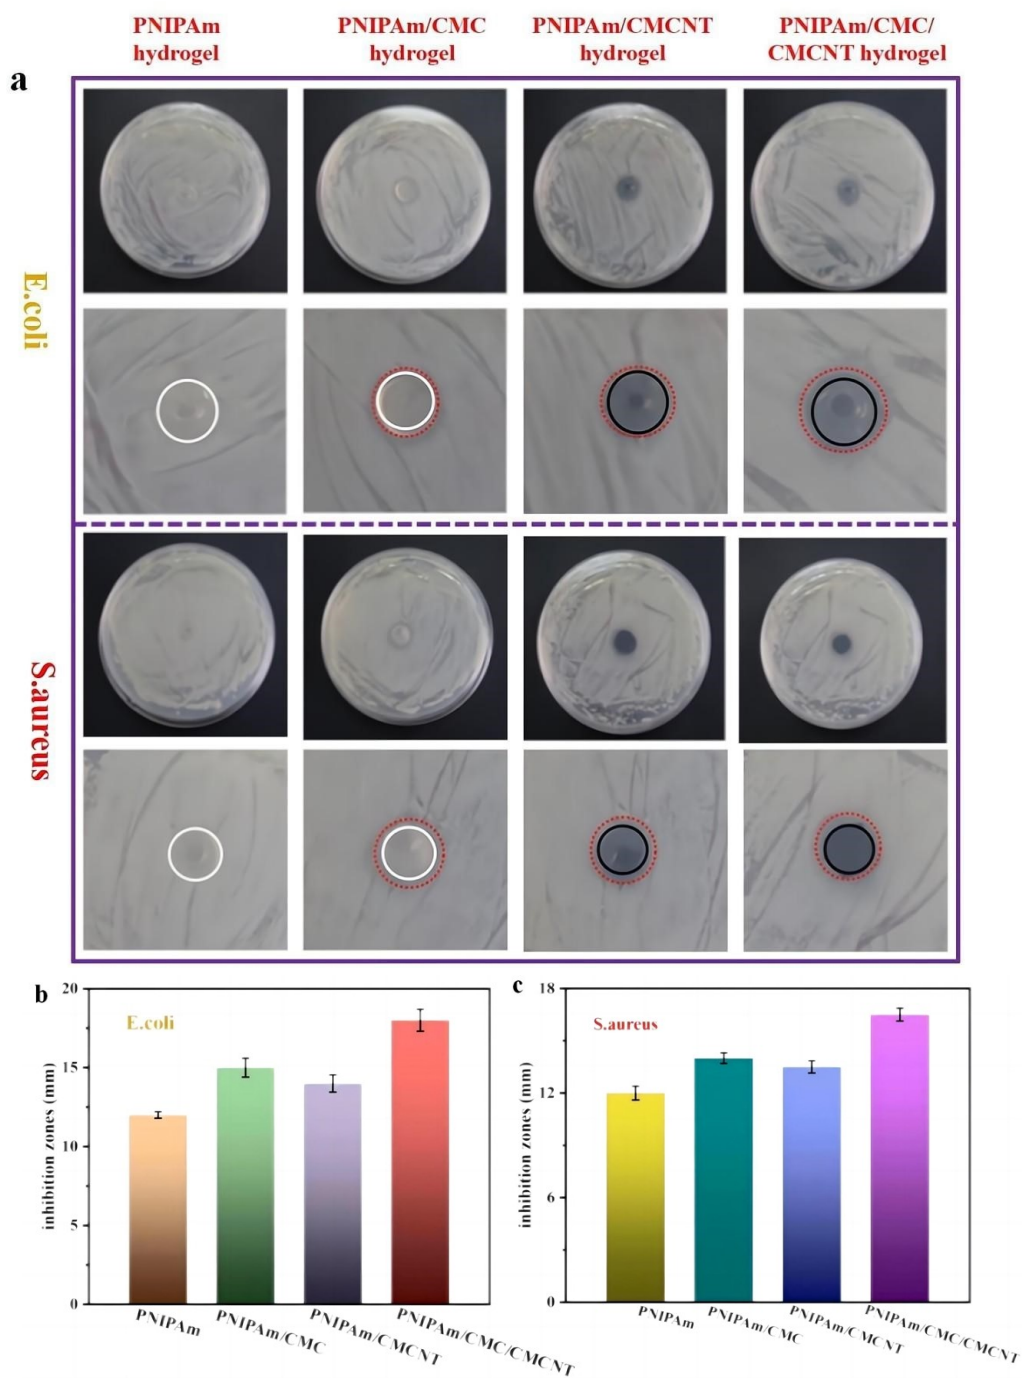 PNIPAm
hydrogel
PNIPAm/CMC
hydrogel
PNIPAm/CMCNT
hydrogel
PNIPAm/CMC/
CMCNT hydrogel
a
E.coli
S.aureus
b
20
15
10
5
0
inhibition zones (mm)
E.coli
PNIPAm
PNIPAm/CMC
PNIPAm/CMCNT
PNIPAm/CMC/CMCNT
c
18
12
6
0
inhibition zones (mm)
S.aureus
PNIPAm
PNIPAm/CMC
PNIPAm/CMCNT
PNIPAm/CMC/CMCNT